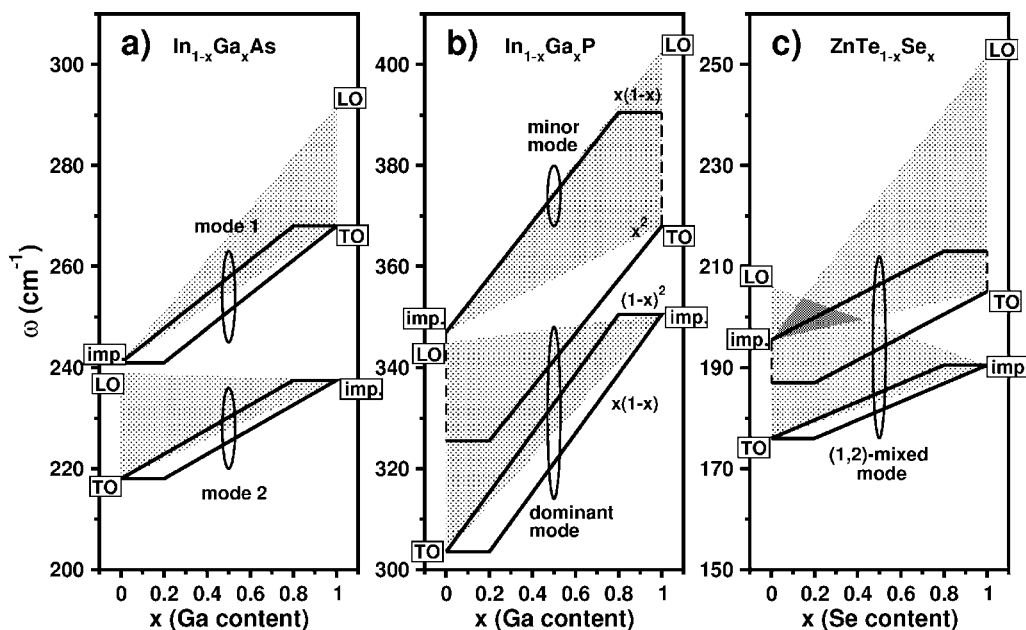 a) In₁₋ₓGaₓAs
ω (cm⁻¹)
300
280
260
240
220
200
LO
mode 1
TO
imp.
LO
imp.
TO
mode 2
0 0.2 0.4 0.6 0.8 1
x (Ga content)
b) In₁₋ₓGaₓP
400
380
360
340
320
300
LO
x(1-x)
minor
mode
x²
TO
imp.
(1-x)²
imp.
LO
x(1-x)
TO
dominant
mode
0 0.2 0.4 0.6 0.8 1
x (Ga content)
c) ZnTe₁₋ₓSeₓ
250
230
210
190
170
150
LO
LO
TO
imp.
imp.
TO
(1,2)-mixed
mode
0 0.2 0.4 0.6 0.8 1
x (Se content)